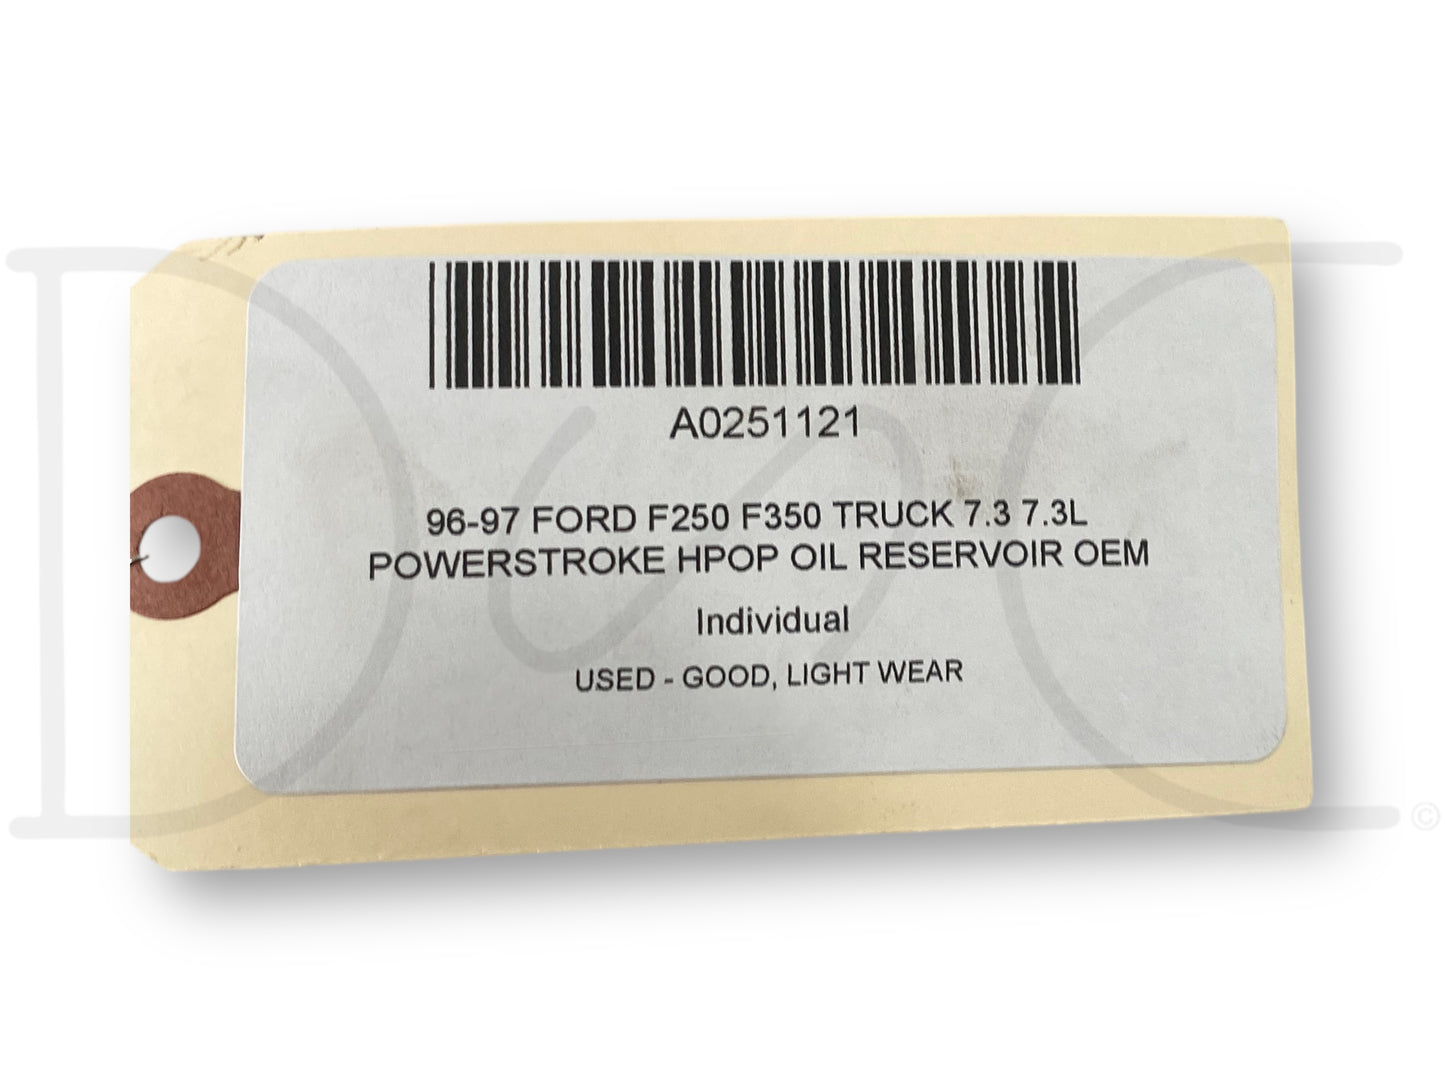 A0251121
96-97 FORD F250 F350 TRUCK 7.3 7.3L
POWERSTROKE HPOP OIL RESERVOIR OEM
Individual
USED - GOOD, LIGHT WEAR
©